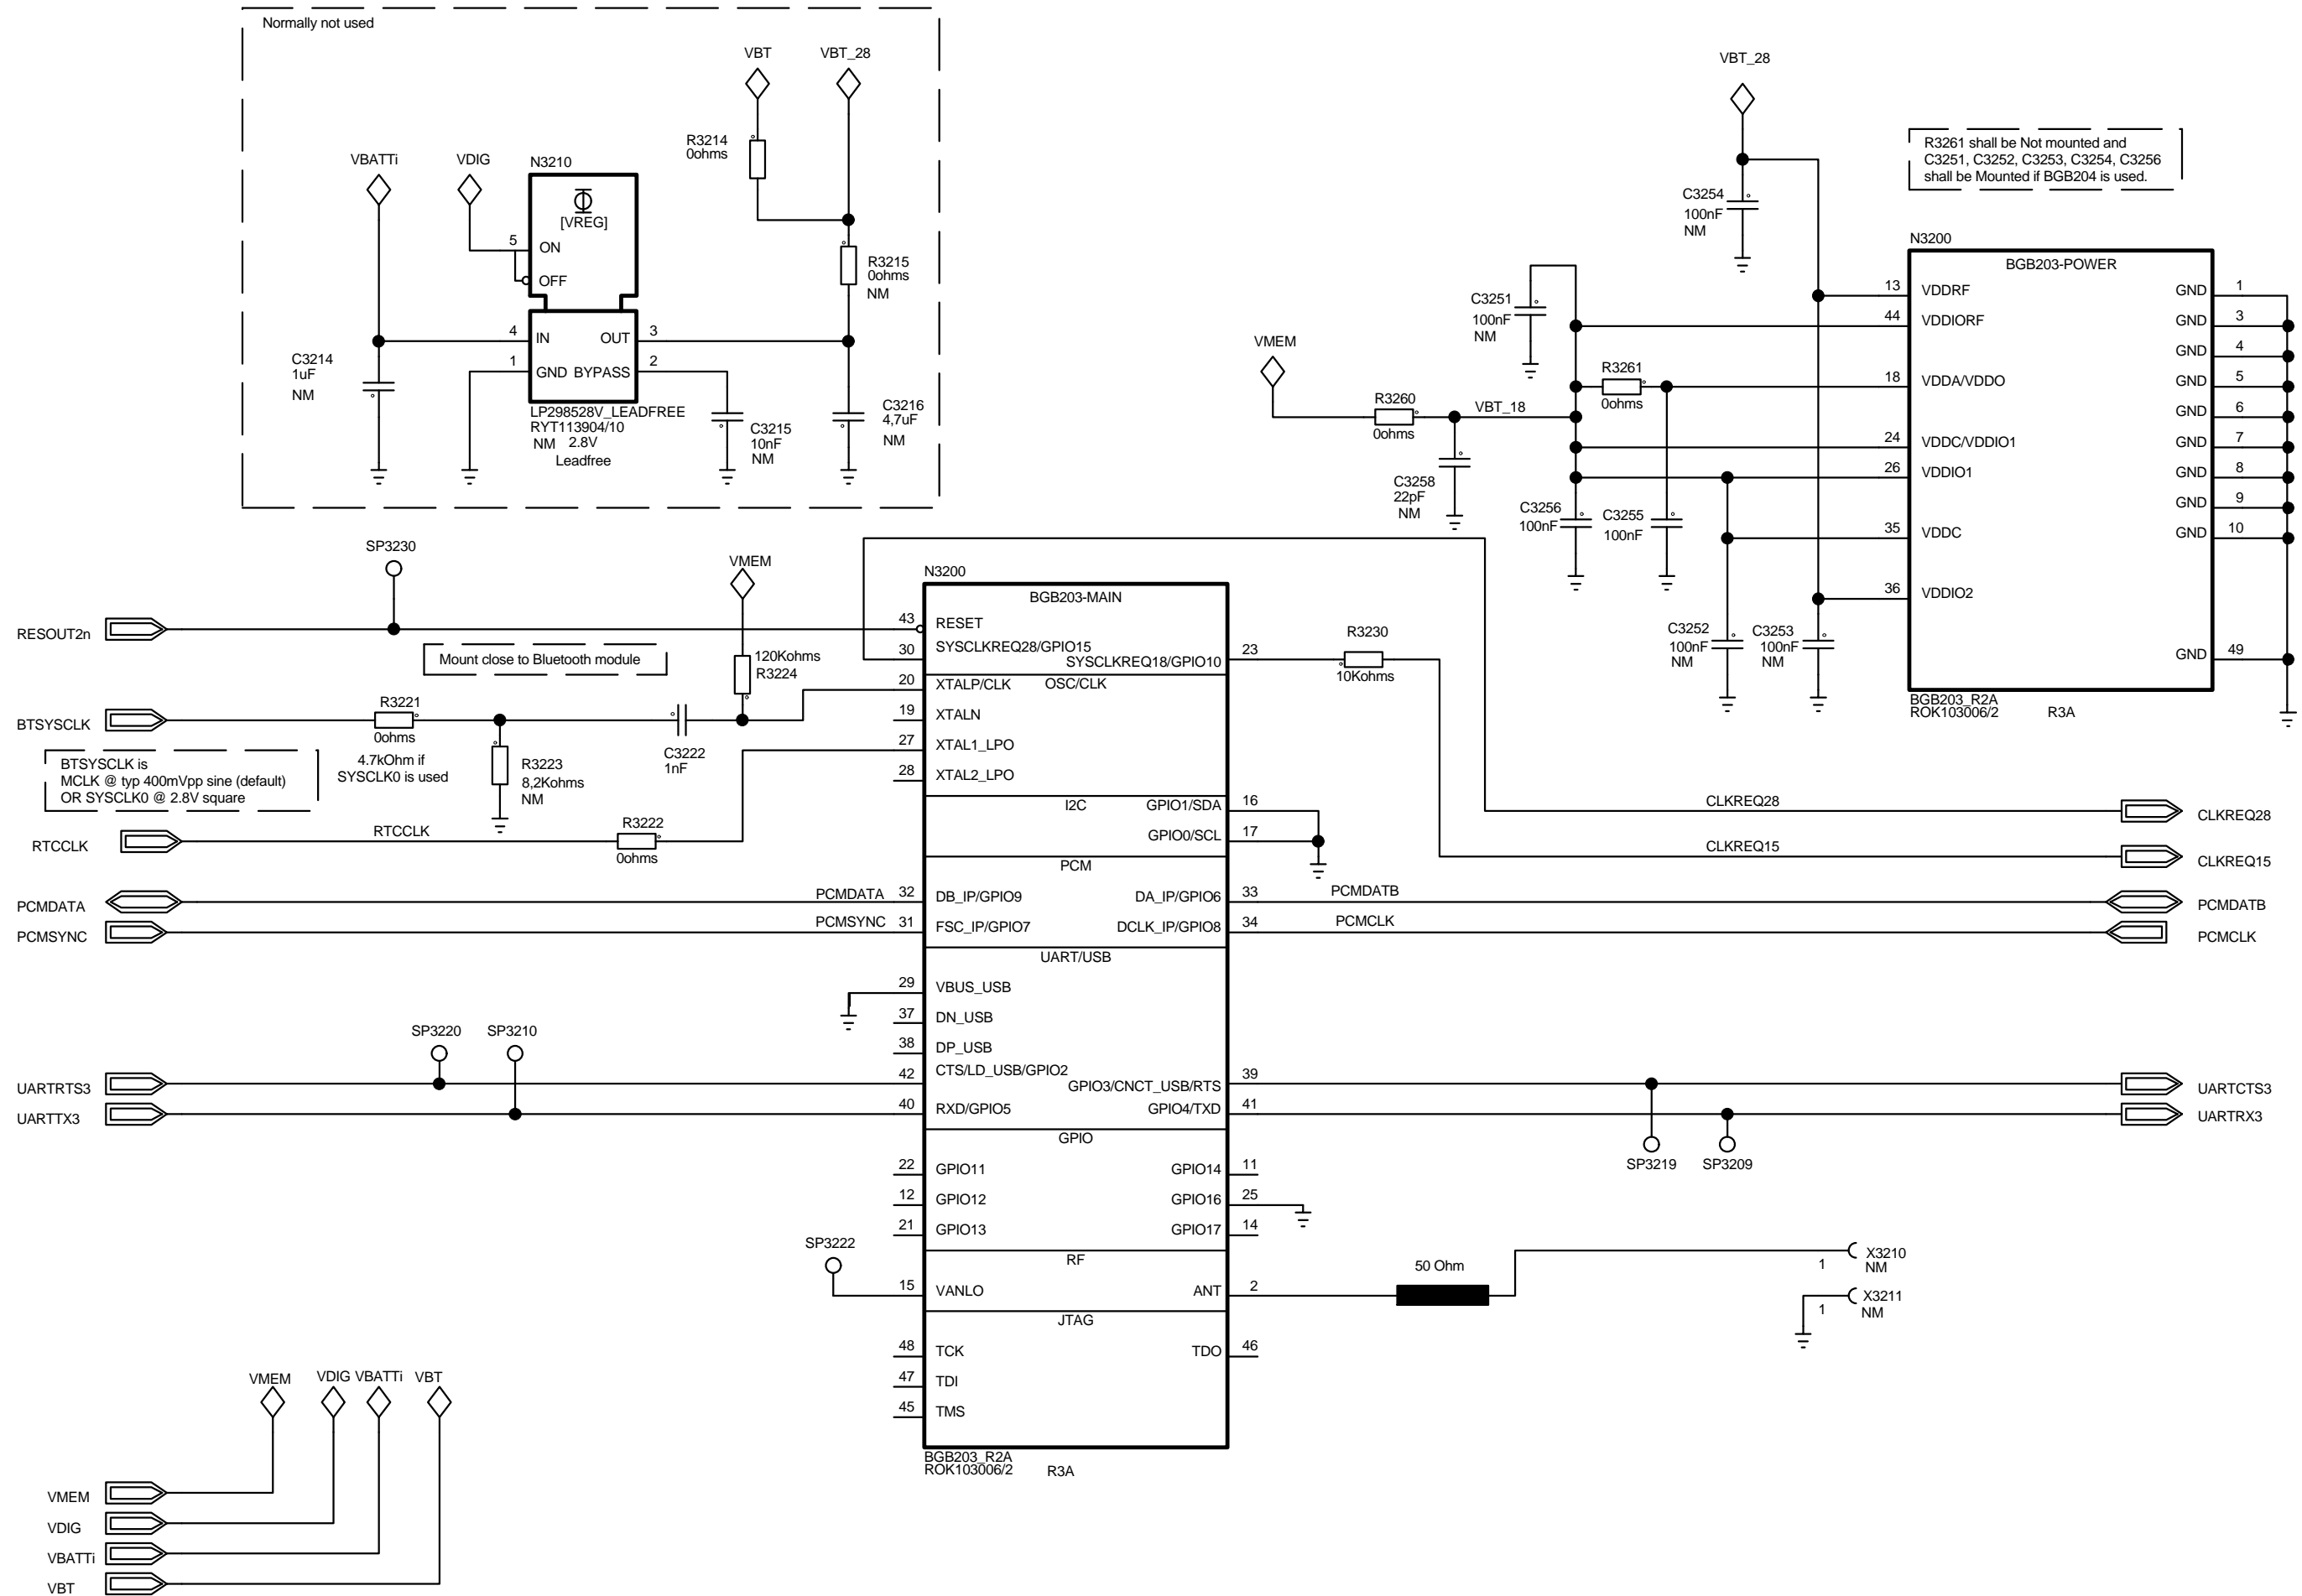 Normally not used
VBT
VBT_28
R3214
0ohms
VBATTi
VDIG
N3210
[VREG]
5
ON
OFF
R3215
0ohms
NM
4
IN
OUT
3
1
GND
BYPASS
2
C3214
1uF
NM
LP298528V_LEADFREE
RYT113904/10
NM 2.8V
Leadfree
C3215
10nF
NM
C3216
4,7uF
NM
VBT_28
R3261 shall be Not mounted and
C3251, C3252, C3253, C3254, C3256
shall be Mounted if BGB204 is used.
C3254
100nF
NM
N3200
BGB203-POWER
C3251
100nF
NM
VMEM
R3260
0ohms
VBT_18
R3261
0ohms
C3258
22pF
NM
C3256
100nF
C3255
100nF
C3252
100nF
NM
C3253
100nF
NM
13 VDDRF
44 VDDIORF
18 VDDA/VDDO
24 VDDC/VDDIO1
26 VDDIO1
35 VDDC
36 VDDIO2
GND 1
GND 3
GND 4
GND 5
GND 6
GND 7
GND 8
GND 9
GND 10
GND 49
BGB203_R2A
ROK103006/2 R3A
SP3230
RESOUT2n
Mount close to Bluetooth module
VMEM
120Kohms
R3224
BTSYSCLK
R3221
0ohms
4.7kOhm if
SYSCLK0 is used
BTSYSCLK is
MCLK @ typ 400mVpp sine (default)
OR SYSCLK0 @ 2.8V square
R3223
8,2Kohms
NM
C3222
1nF
RTCCLK
RTCCLK
R3222
0ohms
PCMDATA
PCMDATA
PCMSYNC
PCMSYNC
SP3220
SP3210
UARTRTS3
UARTTX3
SP3222
N3200
BGB203-MAIN
43 RESET
30 SYSCLKREQ28/GPIO15
SYSCLKREQ18/GPIO10 23
20 XTALP/CLK
OSC/CLK
19 XTALN
27 XTAL1_LPO
28 XTAL2_LPO
I2C
GPIO1/SDA 16
GPIO0/SCL 17
PCM
32 DB_IP/GPIO9
DA_IP/GPIO6 33
31 FSC_IP/GPIO7
DCLK_IP/GPIO8 34
UART/USB
29 VBUS_USB
37 DN_USB
38 DP_USB
42 CTS/LD_USB/GPIO2
GPIO3/CNCT_USB/RTS 39
40 RXD/GPIO5
GPIO4/TXD 41
GPIO
22 GPIO11
GPIO14 11
12 GPIO12
GPIO16 25
21 GPIO13
GPIO17 14
RF
15 VANLO
ANT 2
JTAG
48 TCK
TDO 46
47 TDI
45 TMS
BGB203_R2A
ROK103006/2 R3A
R3230
10Kohms
CLKREQ28
CLKREQ28
CLKREQ15
CLKREQ15
PCMDATB
PCMDATB
PCMCLK
PCMCLK
UARTCTS3
UARTRX3
SP3219
SP3209
50 Ohm
1
X3210
NM
1
X3211
NM
VMEM
VDIG
VBATTi
VBT
VMEM
VDIG
VBATTi
VBT